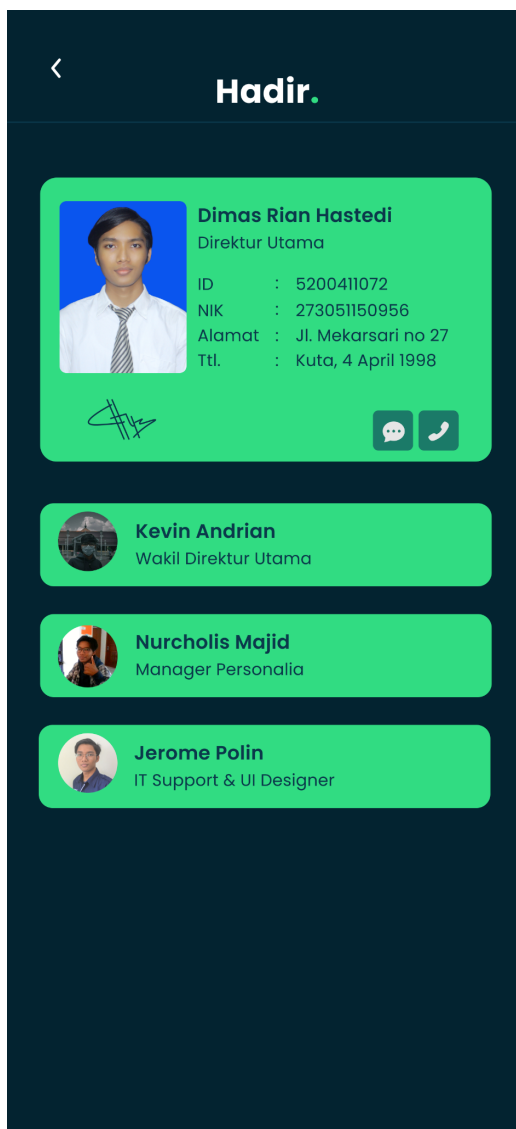 Hadir.
Dimas Rian Hastedi
Direktur Utama
ID : 5200411072
NIK : 273051150956
Alamat : Jl. Mekarsari no 27
Ttl. : Kuta, 4 April 1998
Kevin Andrian
Wakil Direktur Utama
Nurcholis Majid
Manager Personalia
Jerome Polin
IT Support & UI Designer